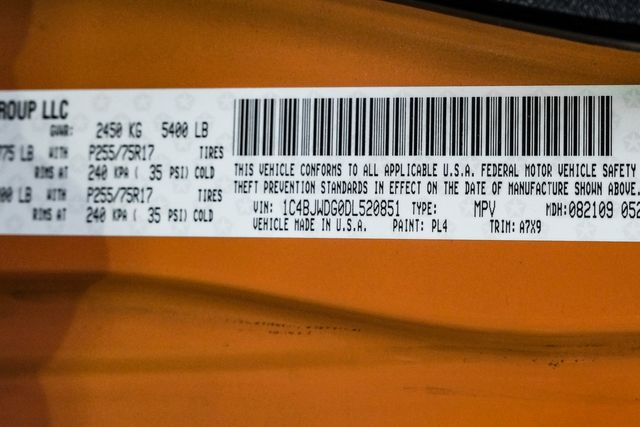 ROUP LLC
GVWR: 2450 KG 5400 LB
75 LB WITH P255/75R17 TIRES
RIMS AT 240 KPA ( 35 PSI) COLD
00 LB WITH P255/75R17 TIRES
RIMS AT 240 KPA ( 35 PSI) COLD
THIS VEHICLE CONFORMS TO ALL APPLICABLE U.S.A. FEDERAL MOTOR VEHICLE SAFETY
THEFT PREVENTION STANDARDS IN EFFECT ON THE DATE OF MANUFACTURE SHOWN ABOVE.
VIN: 1C4BJWDG0DL520851 TYPE: MPV MDH:082109 052
VEHICLE MADE IN U.S.A. PAINT: PL4 TRIM: A7X9